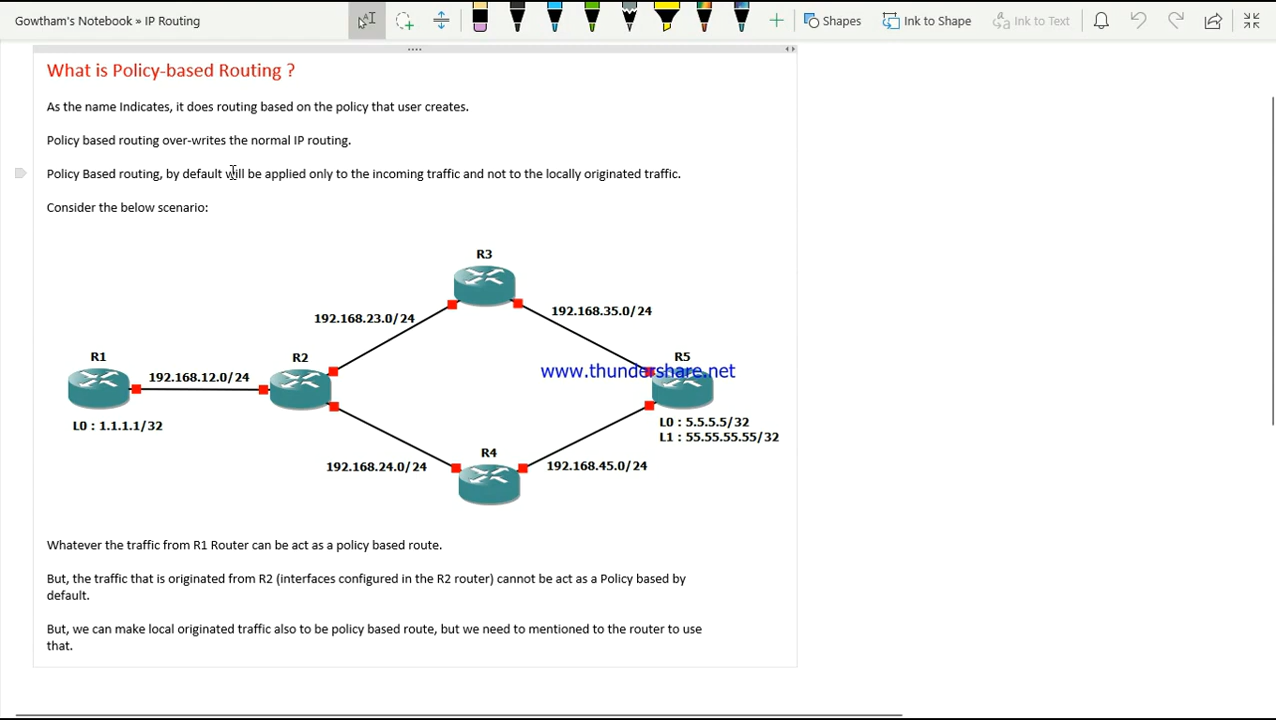 Gowtham's Notebook » IP Routing
Shapes
Ink to Shape
Ink to Text
What is Policy-based Routing ?
As the name Indicates, it does routing based on the policy that user creates.
Policy based routing over-writes the normal IP routing.
Policy Based routing, by default will be applied only to the incoming traffic and not to the locally originated traffic.
Consider the below scenario:
R3
192.168.23.0/24
192.168.35.0/24
R1
192.168.12.0/24
R2
www.thundershare.net
R5
L0 : 1.1.1.1/32
L0 : 5.5.5.5/32
L1 : 55.55.55.55/32
192.168.24.0/24
R4
192.168.45.0/24
Whatever the traffic from R1 Router can be act as a policy based route.
But, the traffic that is originated from R2 (interfaces configured in the R2 router) cannot be act as a Policy based by
default.
But, we can make local originated traffic also to be policy based route, but we need to mentioned to the router to use
that.